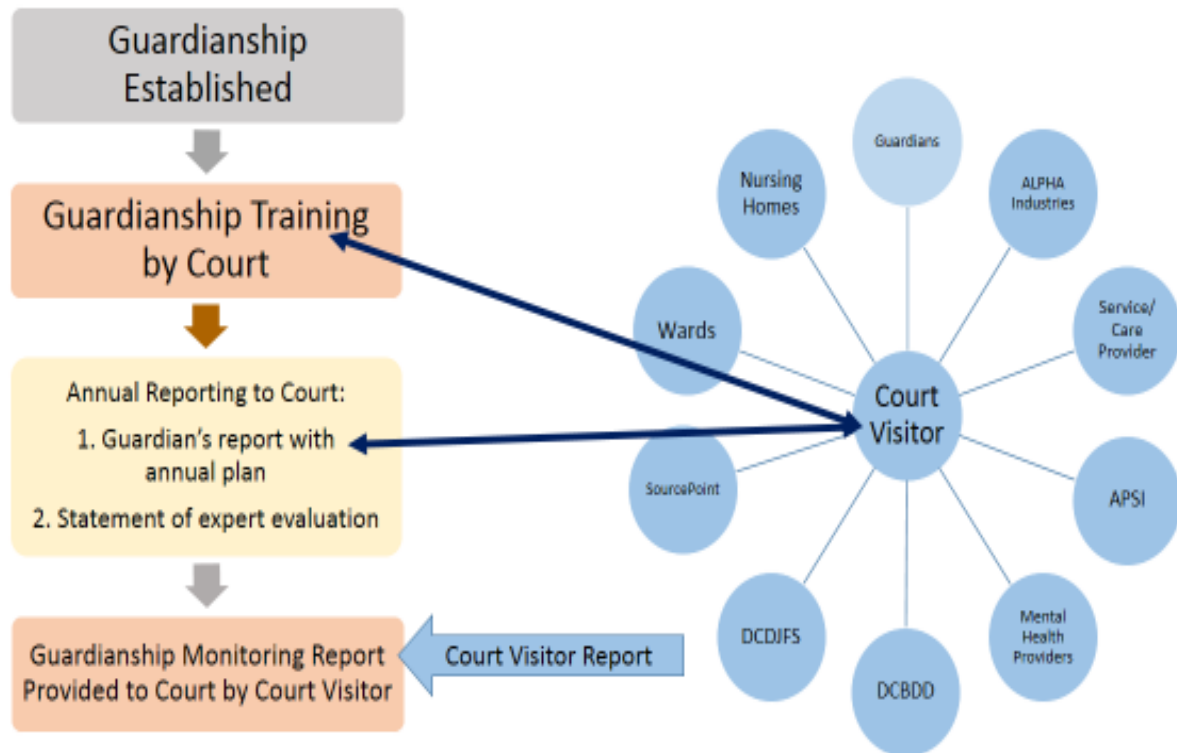 Guardianship
Established
Guardianship Training
by Court
Annual Reporting to Court:
1. Guardian's report with
annual plan
2. Statement of expert evaluation
Guardianship Monitoring Report
Provided to Court by Court Visitor
Court Visitor Report
Court
Visitor
Guardians
ALPHA
Industries
Service/
Care
Provider
APSI
Mental
Health
Providers
DCBDD
DCDJFS
SourcePoint
Wards
Nursing
Homes